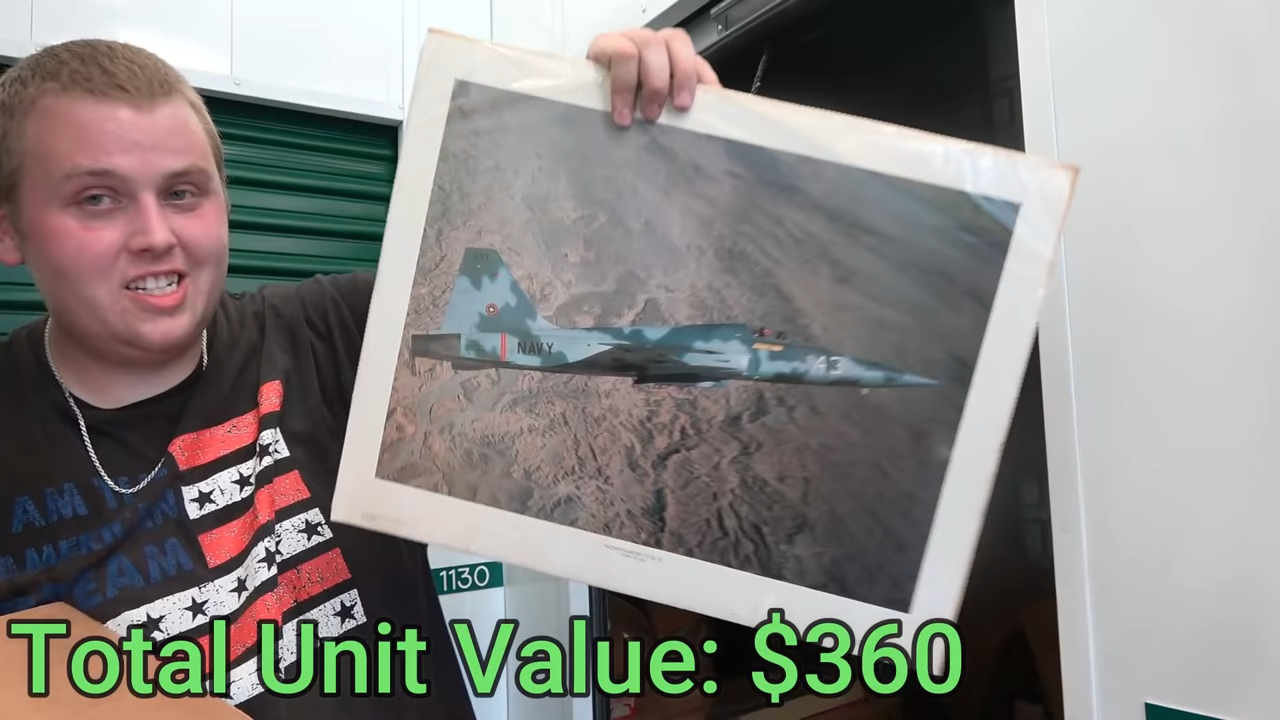 NAVY
43
AM THE
AMERICAN
DREAM
1130
Total Unit Value: $360